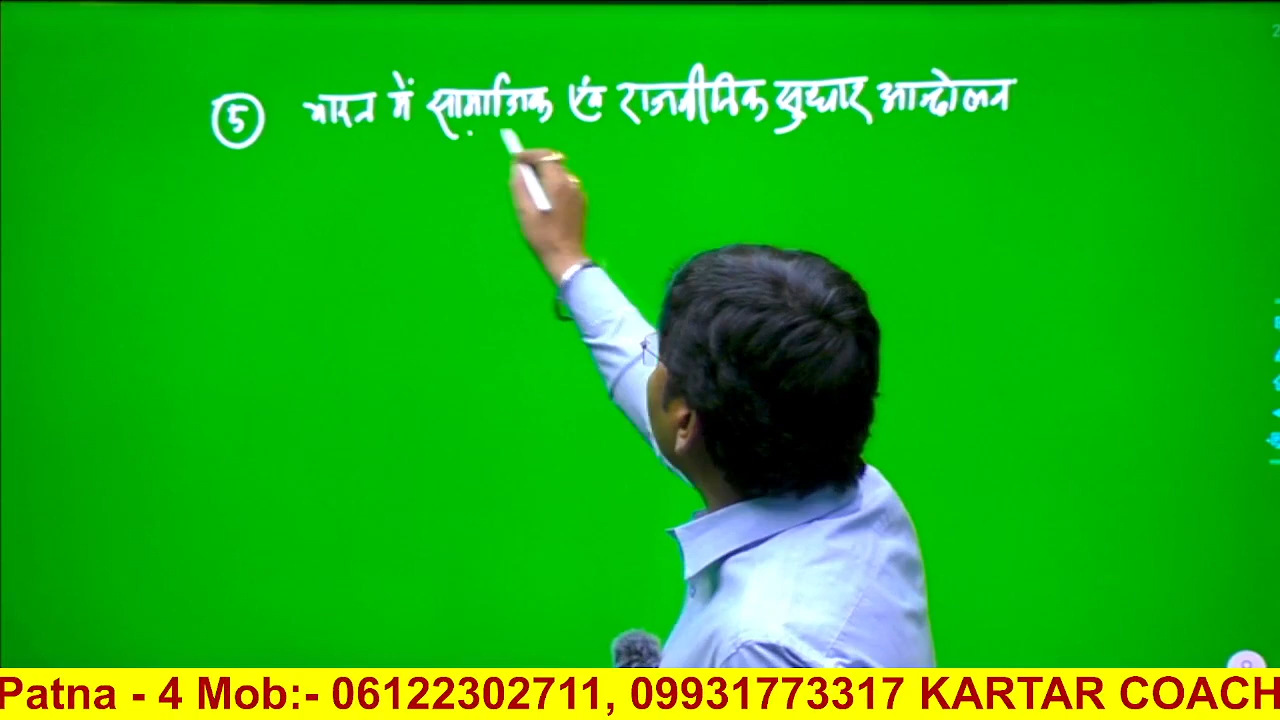 ⑤ भारत में सामाजिक एवं राजनीतिक सुधार आन्दोलन
Patna - 4 Mob:- 06122302711, 09931773317 KARTAR COACH